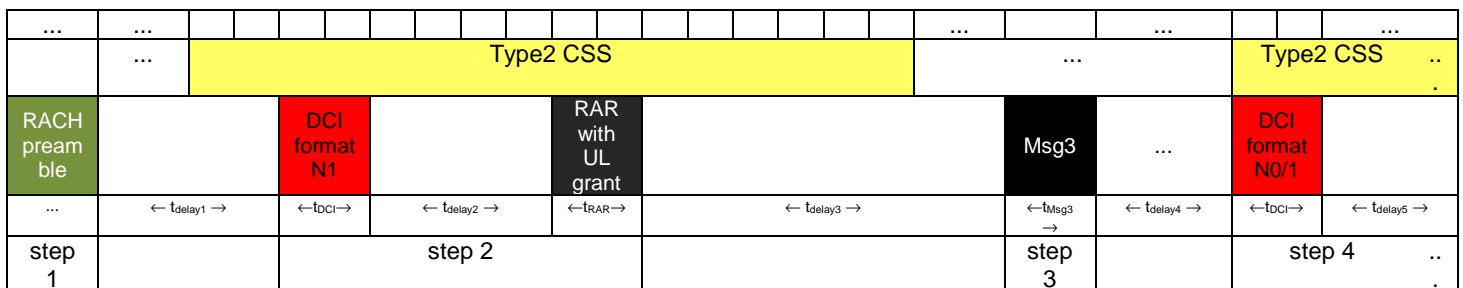 ... ... ... ... ...
... Type2 CSS ... Type2 CSS ..
.
RACH
pream
ble
DCI
format
N1
RAR
with
UL
grant
Msg3
...
DCI
format
N0/1
... ← tdelay1 → ←tDCI→ ← tdelay2 → ←tRAR→ ← tdelay3 → ←tMsg3
→
← tdelay4 → ←tDCI→ ← tdelay5 →
step
1
step 2
step
3
step 4 ..
.